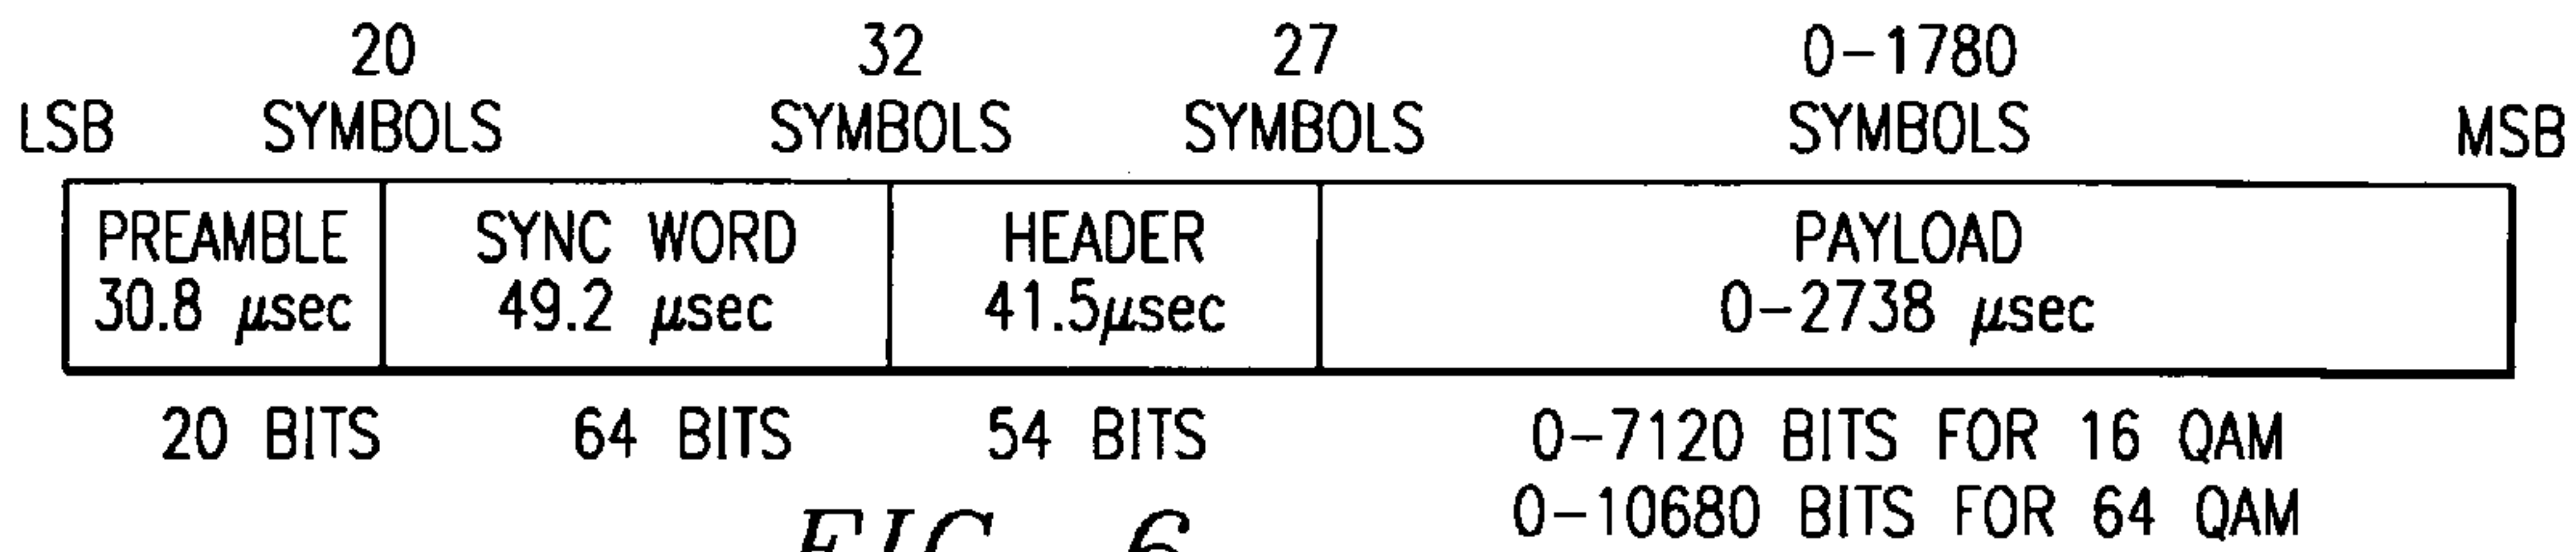 20 32 27 0-1780
LSB SYMBOLS SYMBOLS SYMBOLS SYMBOLS MSB
PREAMBLE SYNC WORD HEADER PAYLOAD
30.8 μsec 49.2 μsec 41.5μsec 0-2738 μsec
20 BITS 64 BITS 54 BITS 0-7120 BITS FOR 16 QAM
0-10680 BITS FOR 64 QAM
FIG. 6